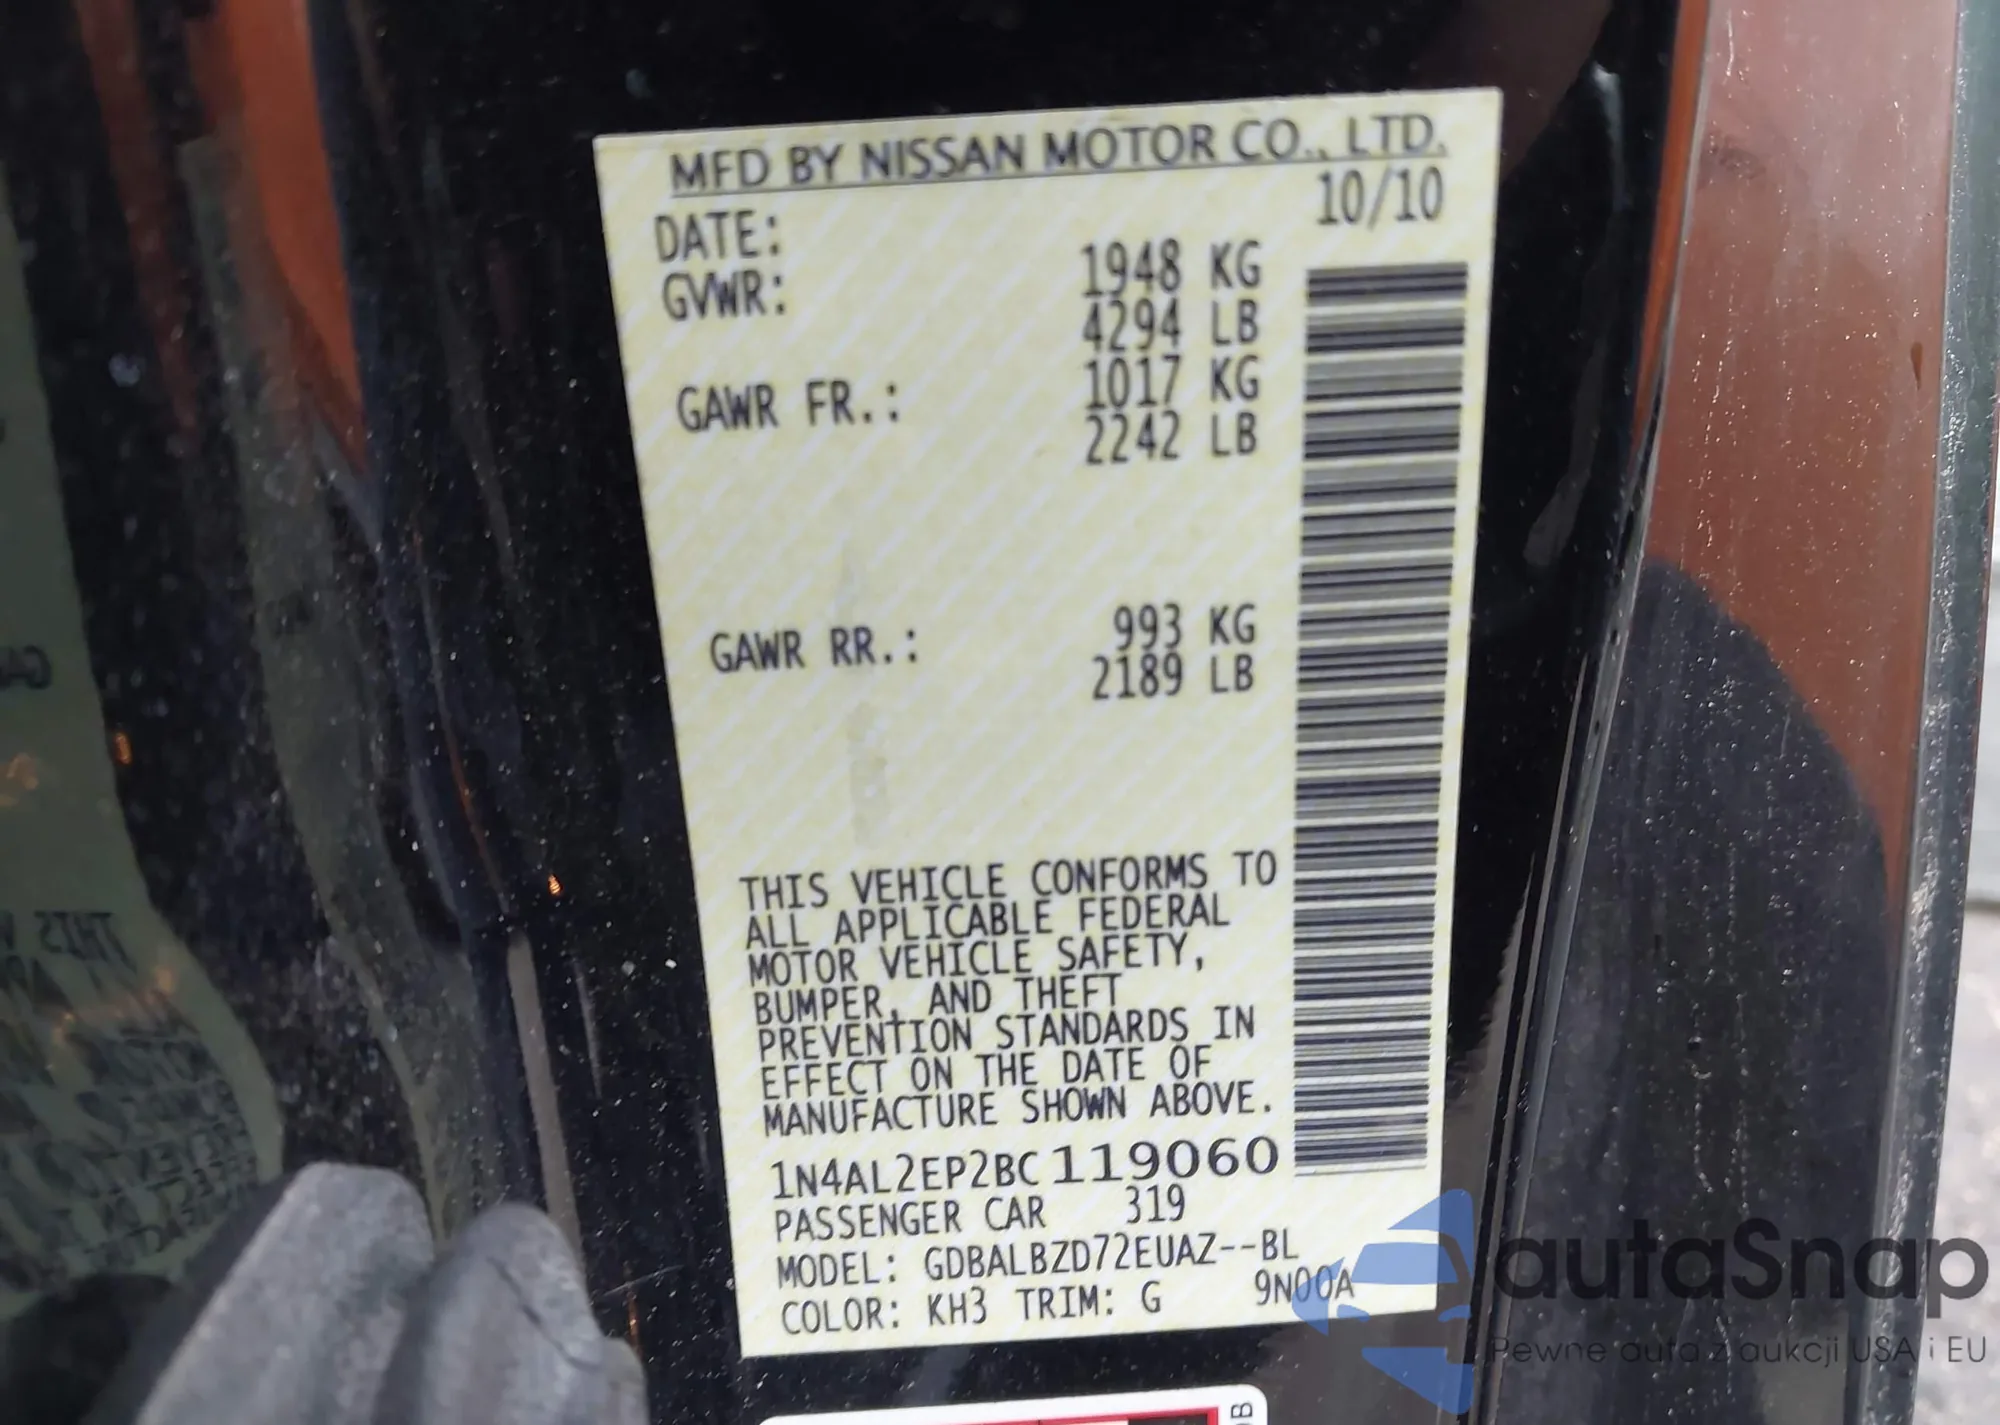 MFD BY NISSAN MOTOR CO., LTD.
DATE: 10/10
GVWR: 1948 KG
4294 LB
GAWR FR.: 1017 KG
2242 LB
GAWR RR.: 993 KG
2189 LB
THIS VEHICLE CONFORMS TO
ALL APPLICABLE FEDERAL
MOTOR VEHICLE SAFETY,
BUMPER, AND THEFT
PREVENTION STANDARDS IN
EFFECT ON THE DATE OF
MANUFACTURE SHOWN ABOVE.
1N4AL2EP2BC119060
PASSENGER CAR 319
MODEL: GDBALBZD72EUAZ--BL
COLOR: KH3 TRIM: G 9N00A
autaSnap
Pewne auta z aukcji USA i EU